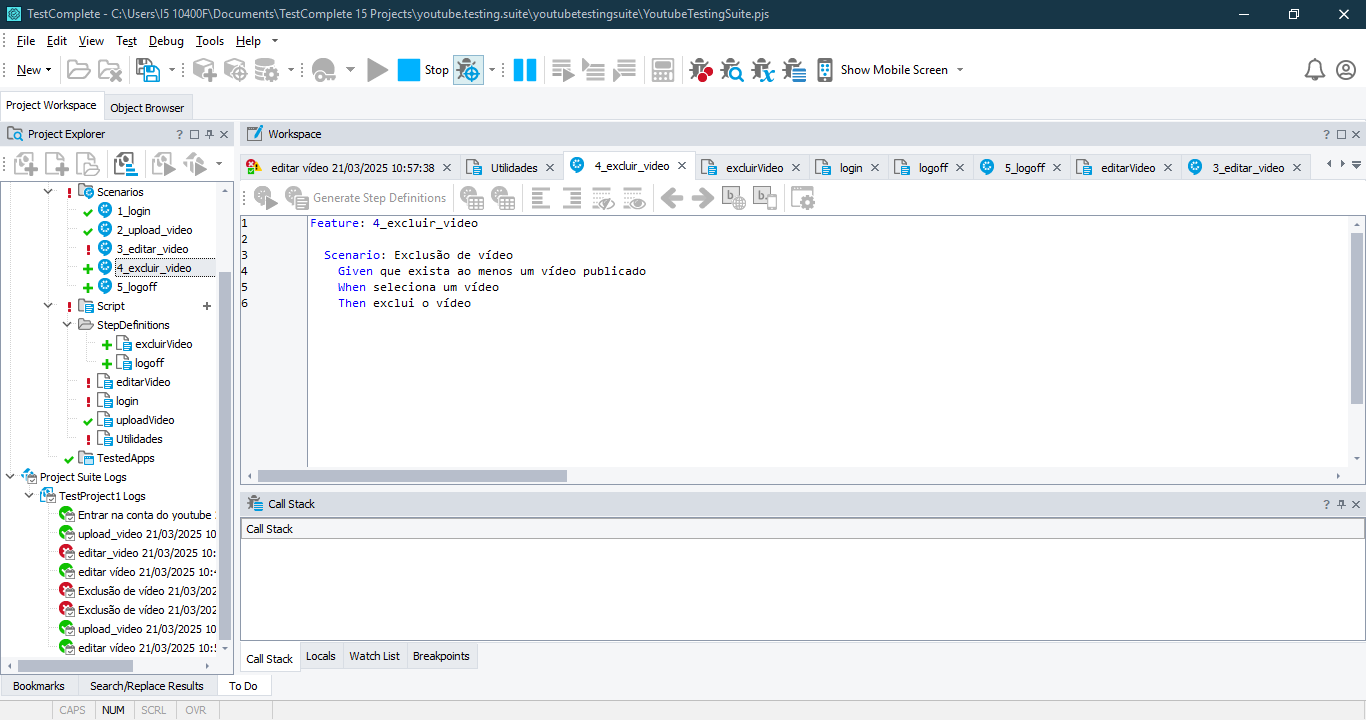 TestComplete - C:\Users\I5 10400F\Documents\TestComplete 15 Projects\youtube.testing.suite\youtubetestingsuite\YoutubeTestingSuite.pjs
File Edit View Test Debug Tools Help
New Stop Show Mobile Screen
Project Workspace Object Browser
Project Explorer
Scenarios
1_login
2_upload_video
3_editar_video
4_excluir_video
5_logoff
Script
StepDefinitions
excluirVideo
logoff
editarVideo
login
uploadVideo
Utilidades
TestedApps
Project Suite Logs
TestProject1 Logs
Entrar na conta do youtube
upload_video 21/03/2025 10
editar_video 21/03/2025 10:
editar vídeo 21/03/2025 10:4
Exclusão de vídeo 21/03/202
Exclusão de vídeo 21/03/202
upload_video 21/03/2025 10
editar vídeo 21/03/2025 10:5
Workspace
editar vídeo 21/03/2025 10:57:38 Utilidades 4_excluir_video excluirVideo login logoff 5_logoff editarVideo 3_editar_video
Generate Step Definitions
1 Feature: 4_excluir_video
2
3 Scenario: Exclusão de vídeo
4 Given que exista ao menos um vídeo publicado
5 When seleciona um vídeo
6 Then exclui o vídeo
Call Stack
Call Stack
Call Stack Locals Watch List Breakpoints
Bookmarks Search/Replace Results To Do
CAPS NUM SCRL OVR